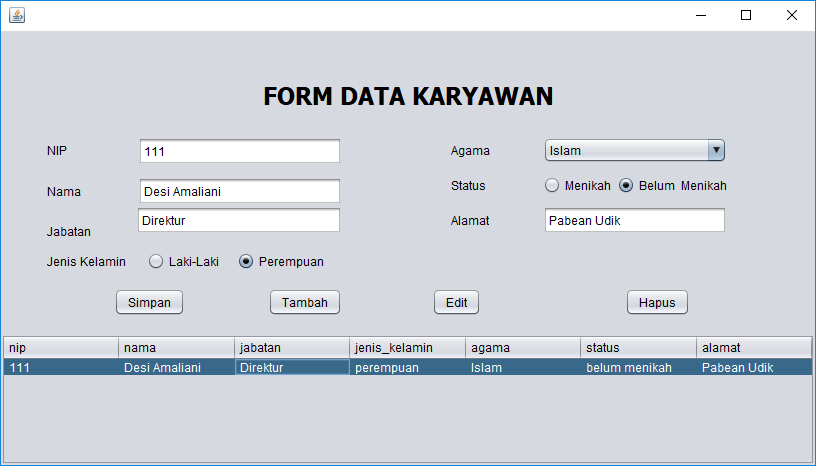 FORM DATA KARYAWAN
NIP 111 Agama Islam
Nama Desi Amaliani Status Menikah Belum Menikah
Jabatan Direktur Alamat Pabean Udik
Jenis Kelamin Laki-Laki Perempuan
Simpan Tambah Edit Hapus
nip nama jabatan jenis_kelamin agama status alamat
111 Desi Amaliani Direktur perempuan Islam belum menikah Pabean Udik